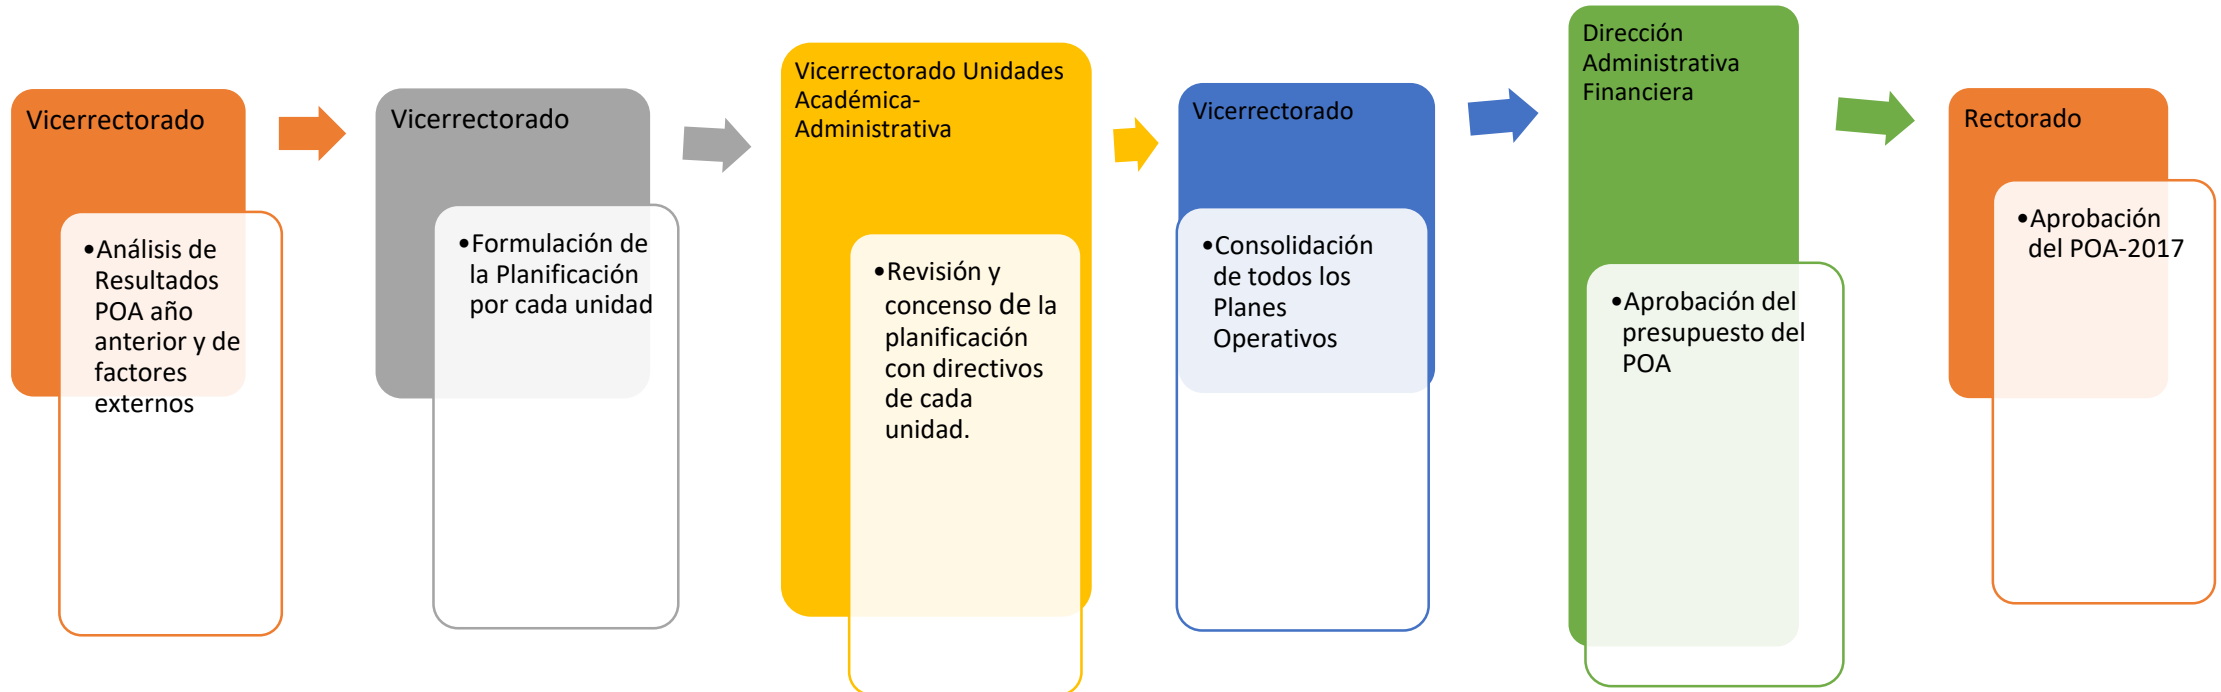 Vicerrectorado
•Análisis de
Resultados
POA año
anterior y de
factores
externos
Vicerrectorado
•Formulación de
la Planificación
por cada unidad
Vicerrectorado Unidades
Académica-
Administrativa
•Revisión y
concenso de la
planificación
con directivos
de cada
unidad.
Vicerrectorado
•Consolidación
de todos los
Planes
Operativos
Dirección
Administrativa
Financiera
•Aprobación del
presupuesto del
POA
Rectorado
•Aprobación
del POA-2017